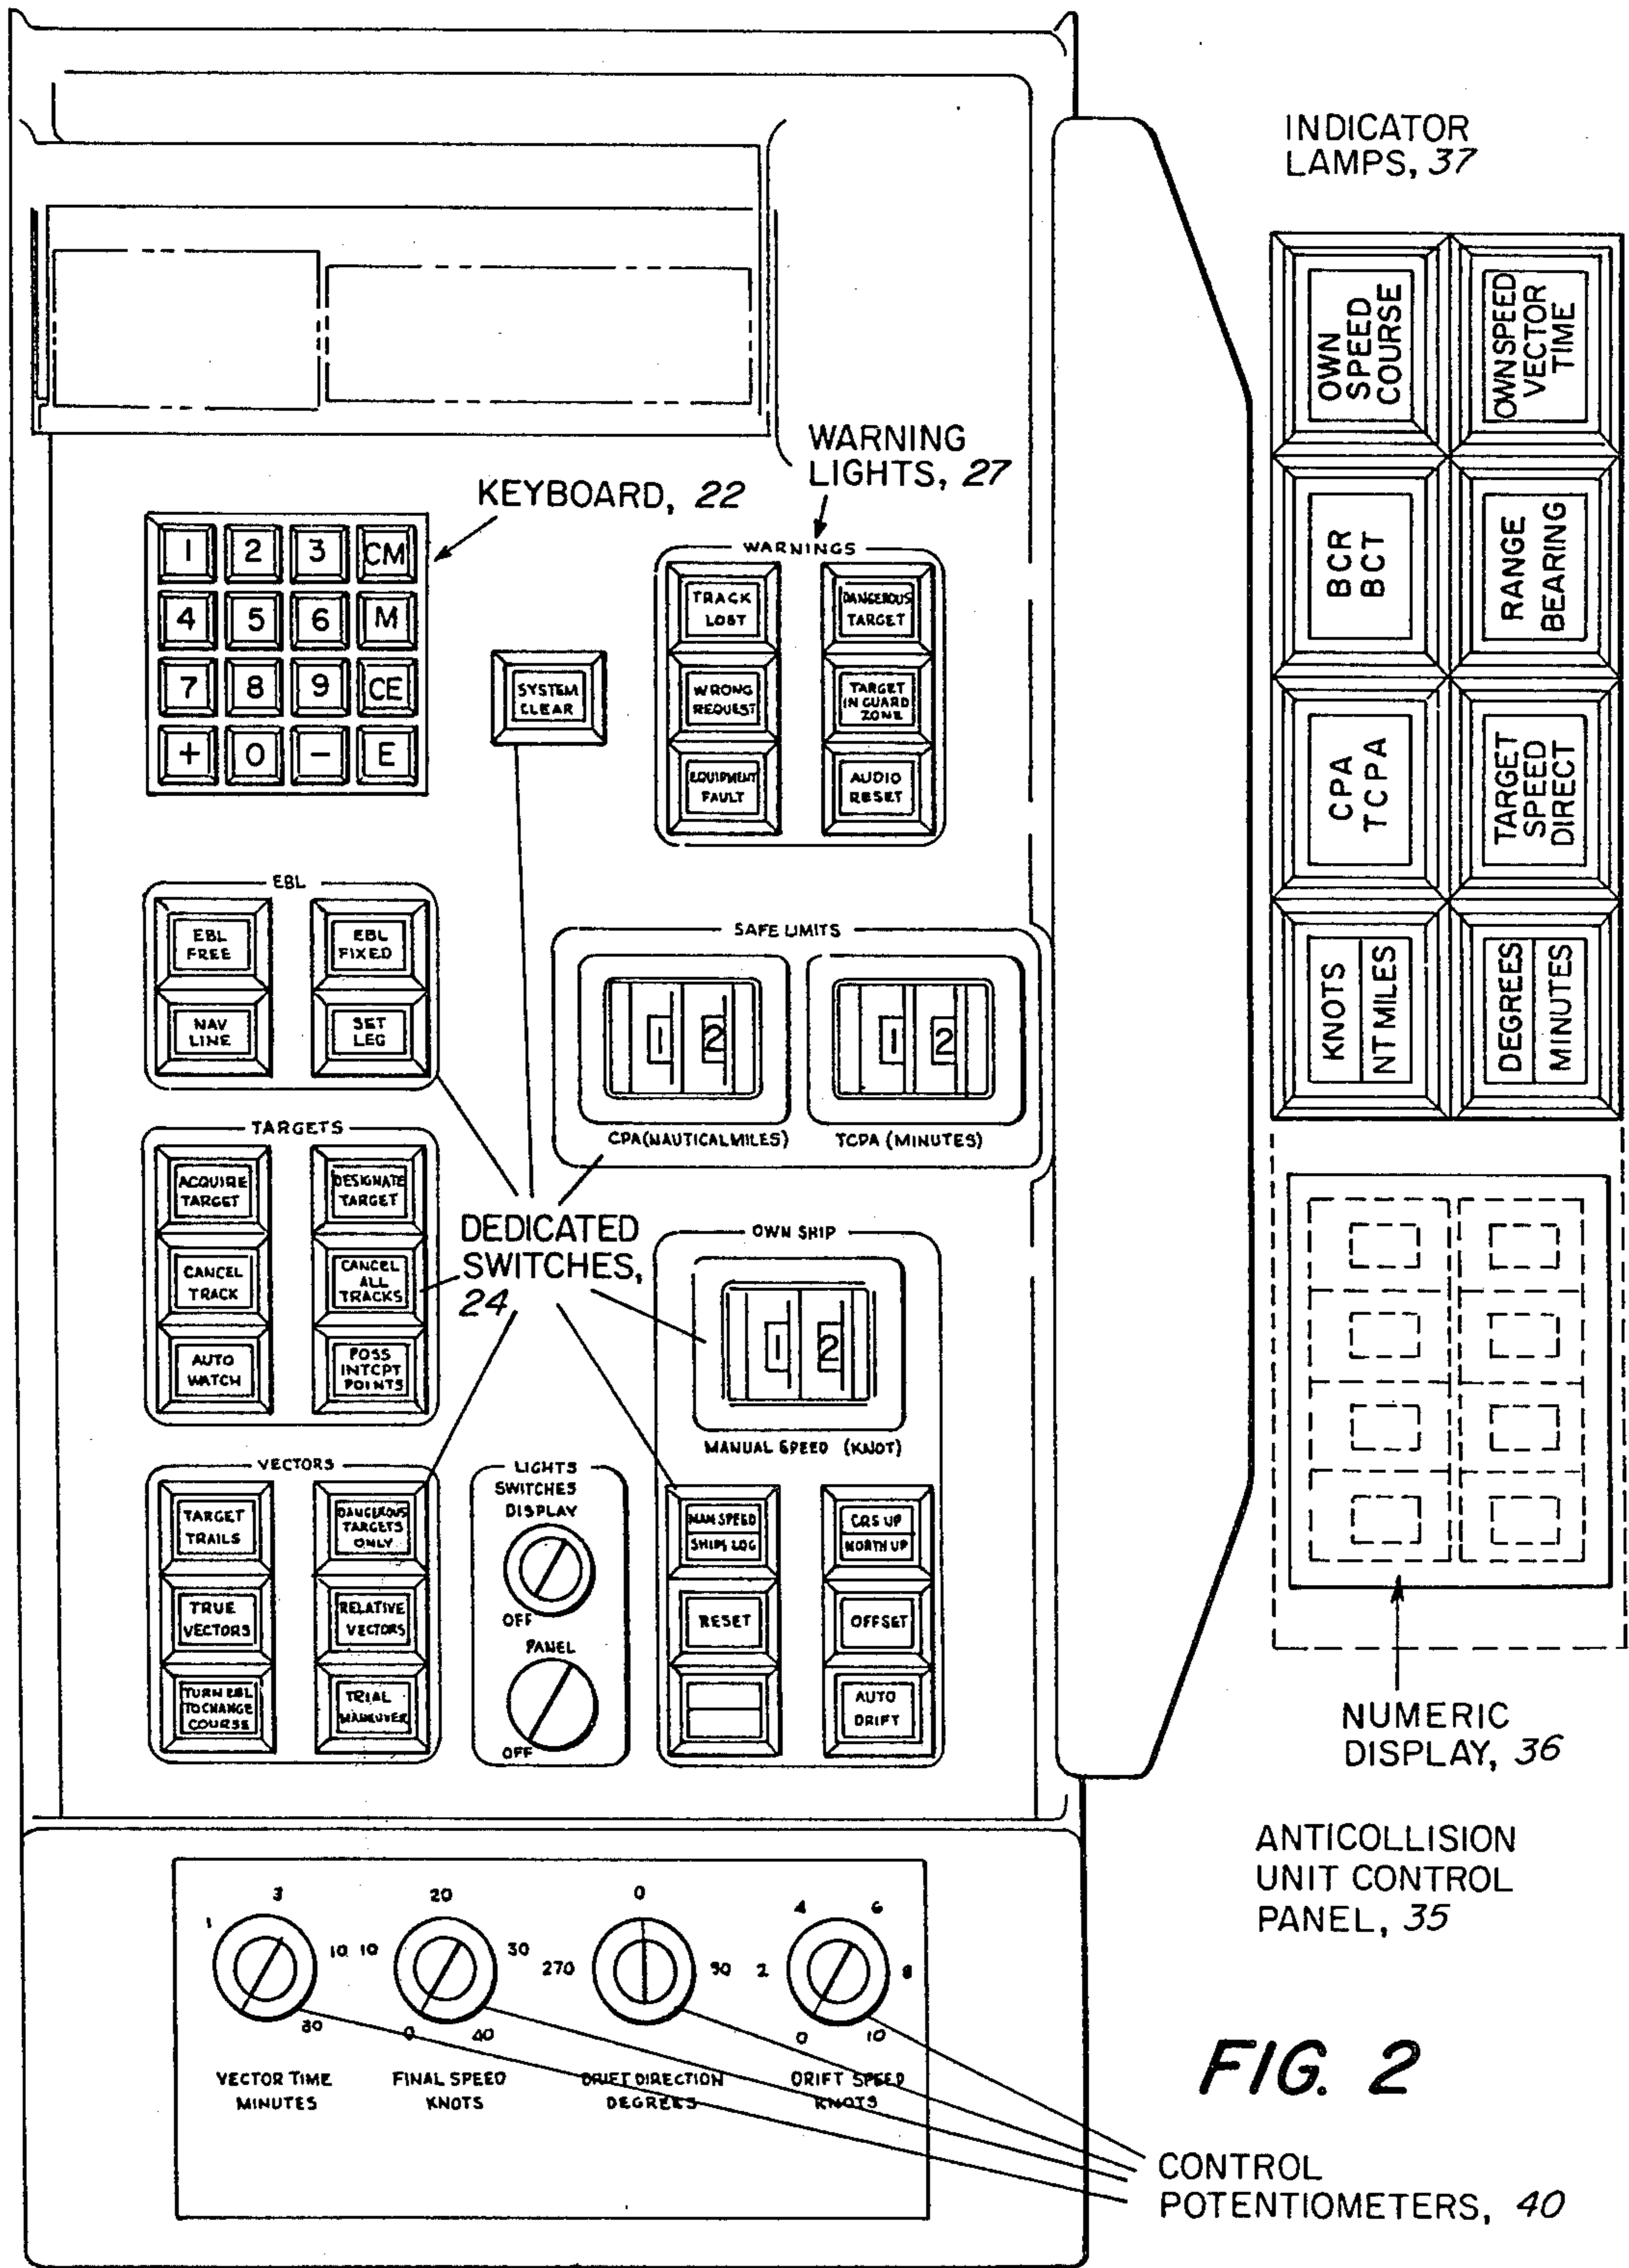 INDICATOR
LAMPS, 37
OWN
SPEED
COURSE
OWN SPEED
VECTOR
TIME
BCR
BCT
RANGE
BEARING
CPA
TCPA
TARGET
SPEED
DIRECT
KNOTS
NT MILES
DEGREES
MINUTES
WARNING
LIGHTS, 27
KEYBOARD, 22
1 2 3 CM
4 5 6 M
7 8 9 CE
+ 0 - E
SYSTEM
CLEAR
WARNINGS
TRACK
LOST
DANGEROUS
TARGET
WRONG
REQUEST
TARGET
IN GUARD
ZONE
EQUIPMENT
FAULT
AUDIO
RESET
EBL
EBL
FREE
EBL
FIXED
NAV
LINE
SET
LEG
SAFE LIMITS
1 2
1 2
CPA (NAUTICAL MILES)
TCPA (MINUTES)
TARGETS
ACQUIRE
TARGET
DESIGNATE
TARGET
CANCEL
TRACK
CANCEL
ALL
TRACKS
AUTO
WATCH
POSS
INTCPT
POINTS
DEDICATED
SWITCHES,
24
OWN SHIP
1 2
MANUAL SPEED (KNOT)
MAN SPEED
SHIPS LOG
CRS UP
NORTH UP
RESET
OFFSET
AUTO
DRIFT
VECTORS
TARGET
TRAILS
DANGEROUS
TARGETS
ONLY
TRUE
VECTORS
RELATIVE
VECTORS
TURN EBL
TO CHANGE
COURSE
TRIAL
MANEUVER
LIGHTS
SWITCHES
DISPLAY
OFF
PANEL
OFF
NUMERIC
DISPLAY, 36
ANTICOLLISION
UNIT CONTROL
PANEL, 35
1 3 10 30
VECTOR TIME
MINUTES
0 10 20 30 40
FINAL SPEED
KNOTS
270 0 90
DRIFT DIRECTION
DEGREES
0 2 4 6 8 10
DRIFT SPEED
KNOTS
FIG. 2
CONTROL
POTENTIOMETERS, 40